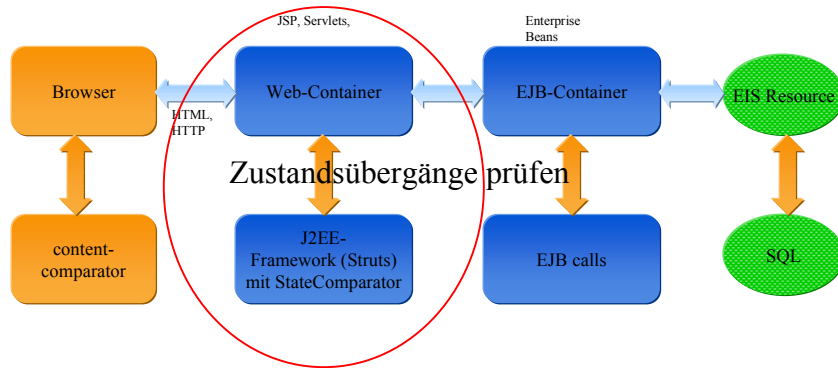 JSP, Servlets,
Enterprise
Beans
Browser
Web-Container
EJB-Container
EIS Resource
HTML,
HTTP
Zustandsübergänge prüfen
content-
comparator
J2EE-
Framework (Struts)
mit StateComparator
EJB calls
SQL